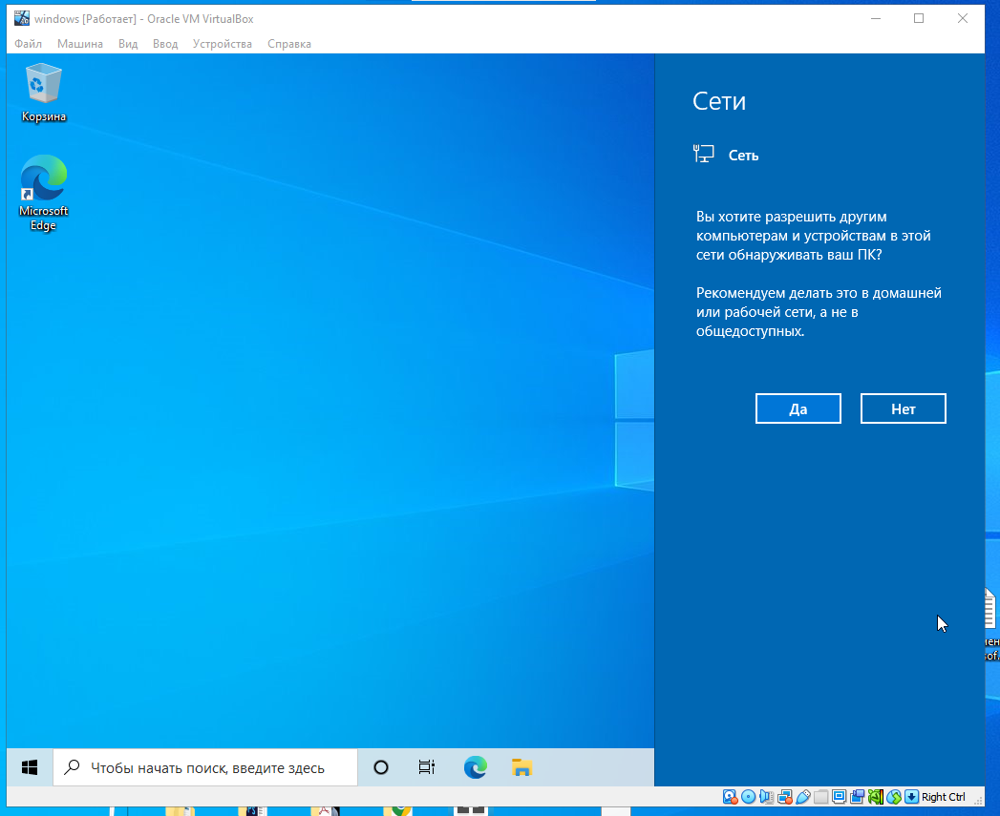 windows [Работает] - Oracle VM VirtualBox
Файл Машина Вид Ввод Устройства Справка
Корзина
Microsoft
Edge
Сети
Сеть
Вы хотите разрешить другим
компьютерам и устройствам в этой
сети обнаруживать ваш ПК?
Рекомендуем делать это в домашней
или рабочей сети, а не в
общедоступных.
Да Нет
Чтобы начать поиск, введите здесь
Right Ctrl